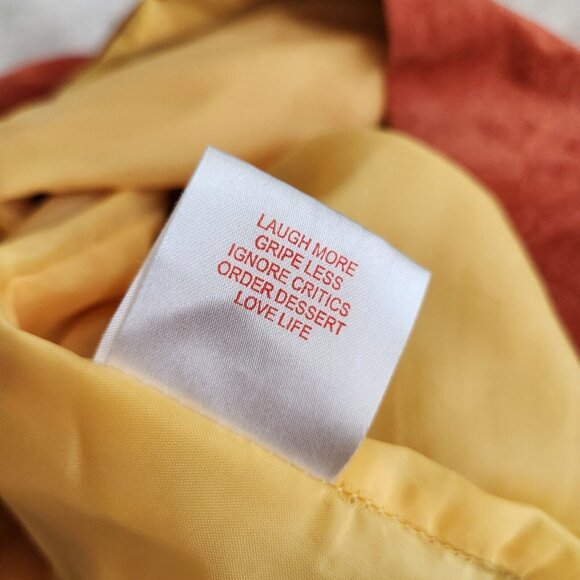 LAUGH MORE
GRIPE LESS
IGNORE CRITICS
ORDER DESSERT
LOVE LIFE